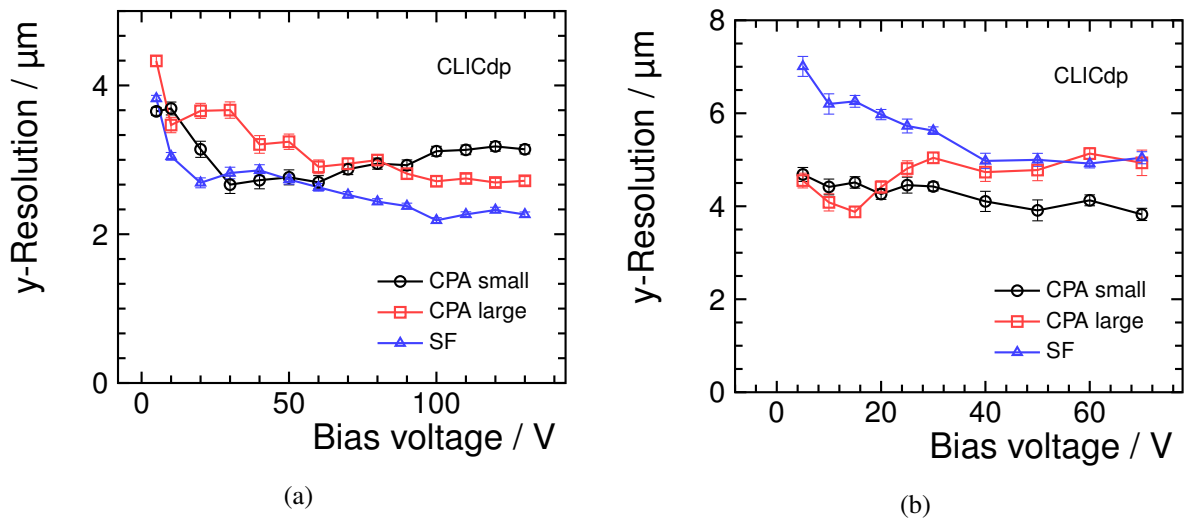 y-Resolution / μm
4
2
0
CLICdp
CPA small
CPA large
SF
0
50
100
Bias voltage / V
(a)
y-Resolution / μm
8
6
4
2
0
CLICdp
CPA small
CPA large
SF
0
20
40
60
Bias voltage / V
(b)